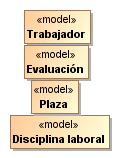 «model»
Trabajador
«model»
Evaluación
«model»
Plaza
«model»
Disciplina laboral